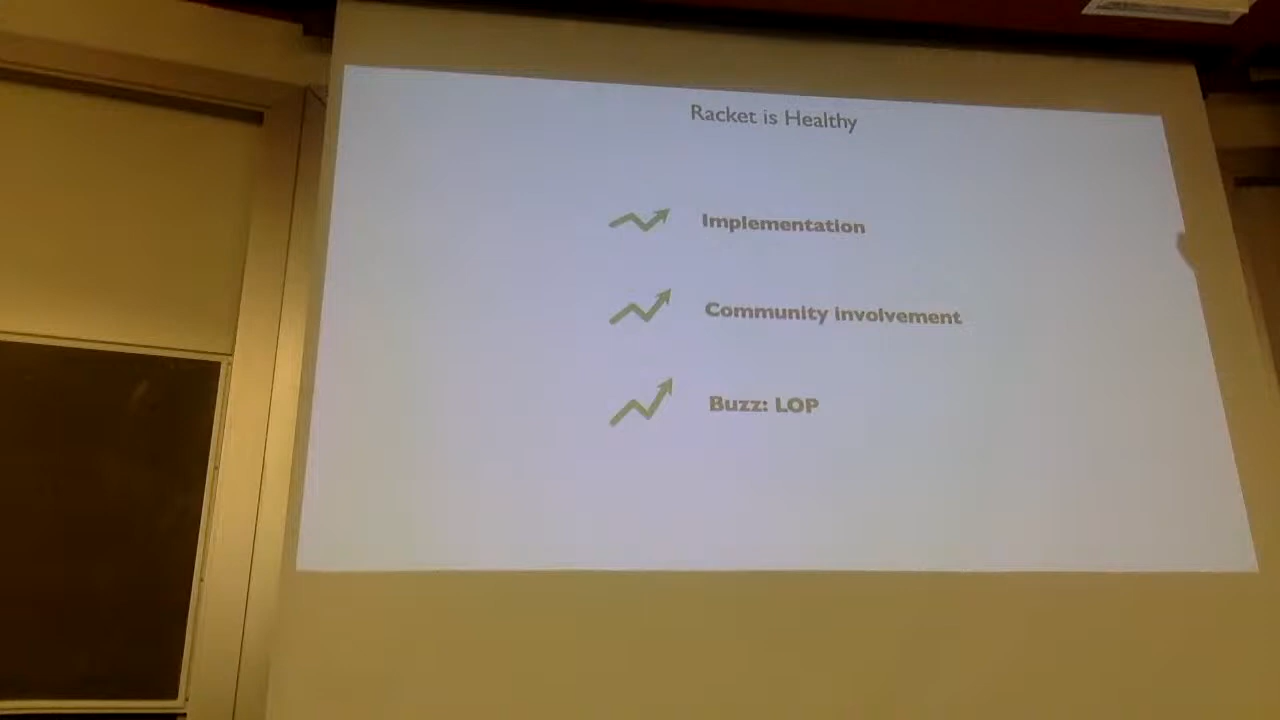 Racket is Healthy
Implementation
Community involvement
Buzz: LOP